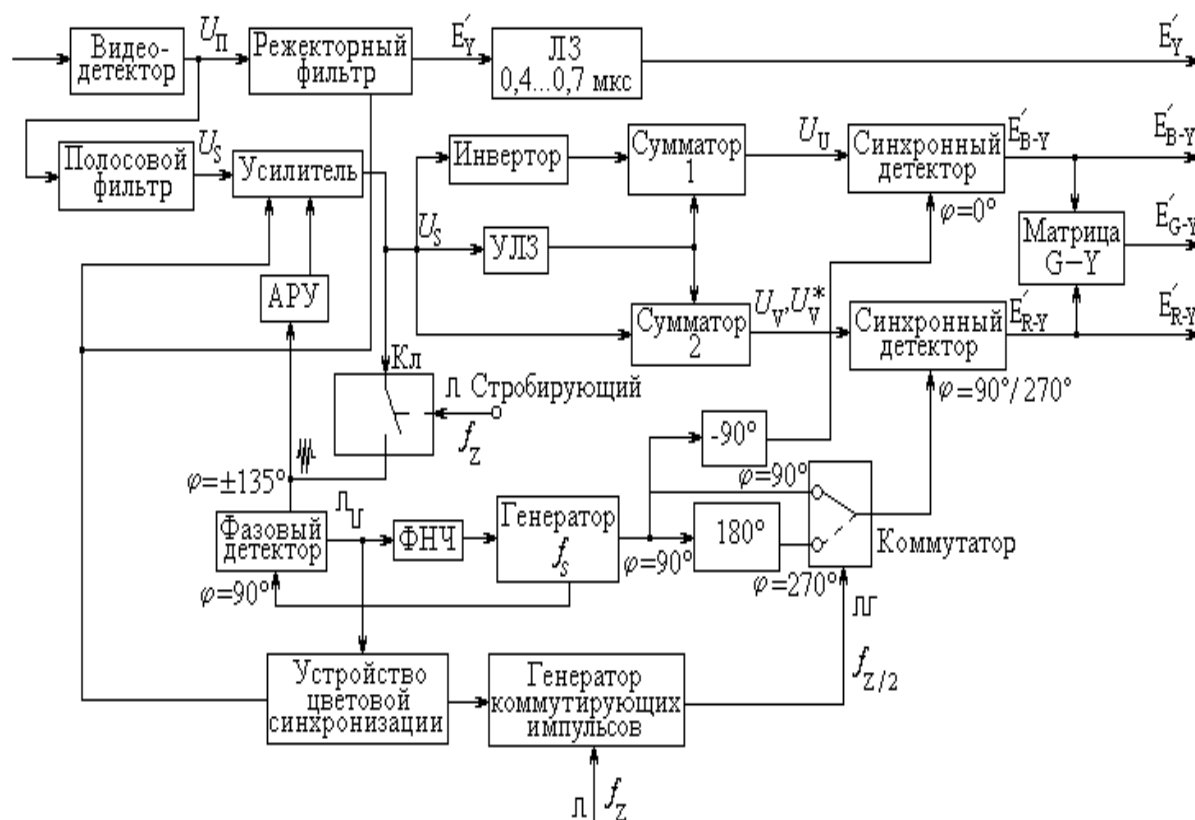 Видео-
детектор
U_П
Режекторный
фильтр
E′_Y
ЛЗ
0,4...0,7 мкс
E′_Y
Полосовой
фильтр
U_S
Усилитель
U_S
Инвертор
УЛЗ
Сумматор
1
U_U
Синхронный
детектор
φ=0°
E′_B-Y
E′_B-Y
Матрица
G−Y
E′_G-Y
АРУ
Сумматор
2
U_V, U_V*
Синхронный
детектор
φ=90°/270°
E′_R-Y
E′_R-Y
Кл
Стробирующий
f_Z
φ=±135°
Фазовый
детектор
φ=90°
ФНЧ
Генератор
f_s
φ=90°
-90°
φ=90°
180°
φ=270°
Коммутатор
f_Z/2
Устройство
цветовой
синхронизации
Генератор
коммутирующих
импульсов
f_Z